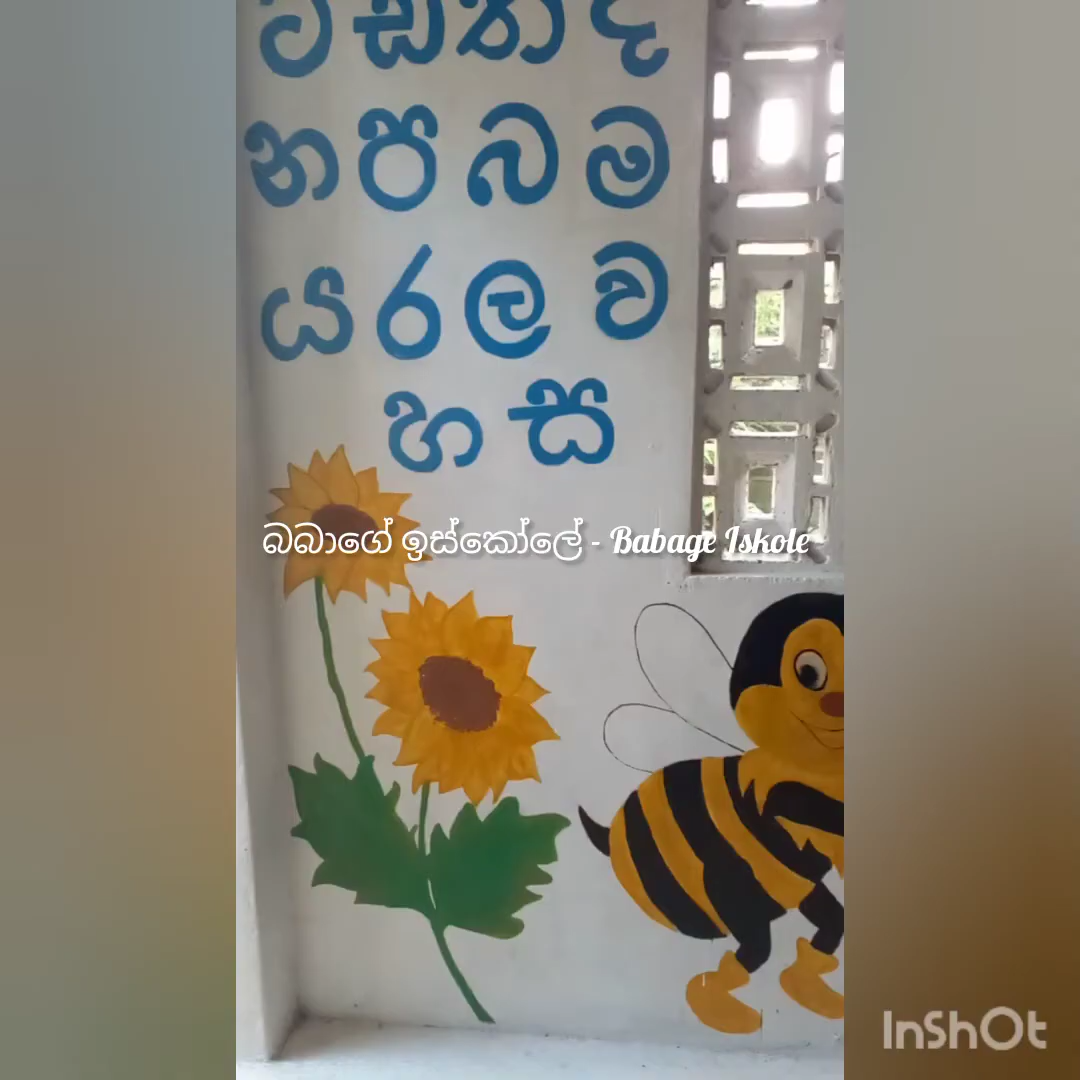 ට ඩ ත ද
න ප බ ම
ය ර ල ව
හ ස
බබාගේ ඉස්කෝලේ - Babage Iskole
InShOt